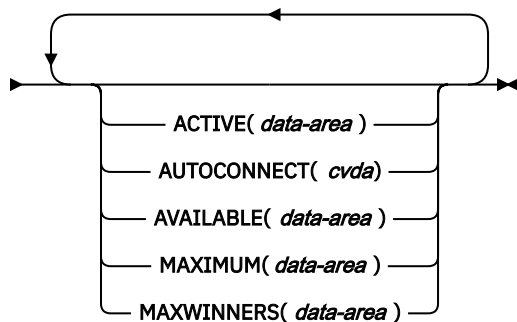 ACTIVE( data-area )
AUTOCONNECT( cvda)
AVAILABLE( data-area )
MAXIMUM( data-area )
MAXWINNERS( data-area )